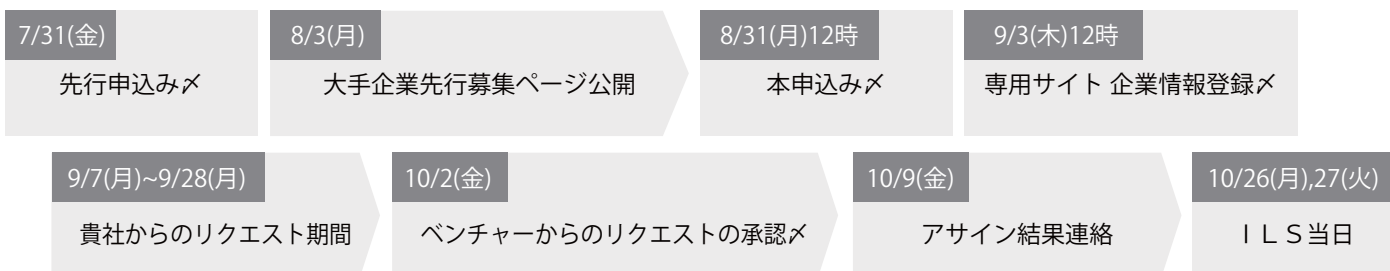 7/31(金)
先行申込み〆
8/3(月)
大手企業先行募集ページ公開
8/31(月)12時
本申込み〆
9/3(木)12時
専用サイト 企業情報登録〆
9/7(月)~9/28(月)
貴社からのリクエスト期間
10/2(金)
ベンチャーからのリクエストの承認〆
10/9(金)
アサイン結果連絡
10/26(月),27(火)
ＩＬＳ当日